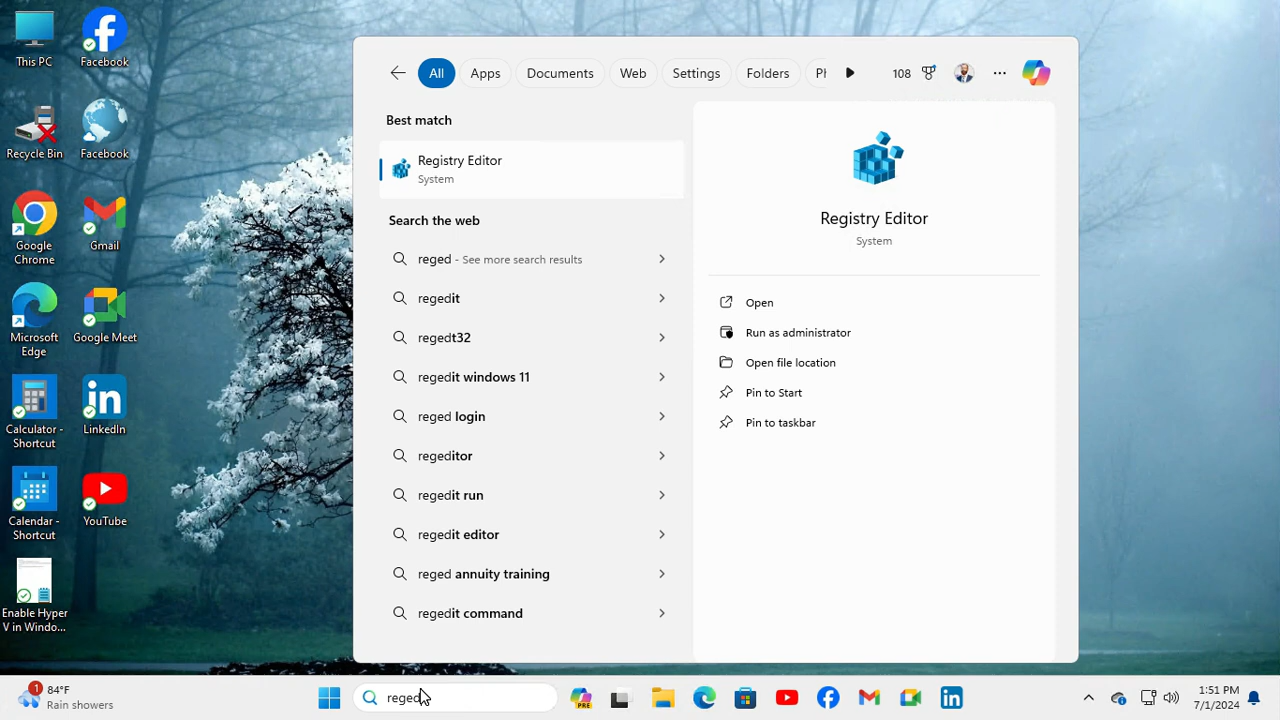 This PC
Facebook
Recycle Bin
Facebook
Google Chrome
Gmail
Microsoft Edge
Google Meet
Calculator - Shortcut
LinkedIn
Calendar - Shortcut
YouTube
Enable Hyper V in Windo...
All
Apps
Documents
Web
Settings
Folders
Ph
108
Best match
Registry Editor
System
Search the web
reged - See more search results
regedit
regedt32
regedit windows 11
reged login
regeditor
regedit run
regedit editor
reged annuity training
regedit command
Registry Editor
System
Open
Run as administrator
Open file location
Pin to Start
Pin to taskbar
1
84°F
Rain showers
reged
PRE
1:51 PM
7/1/2024